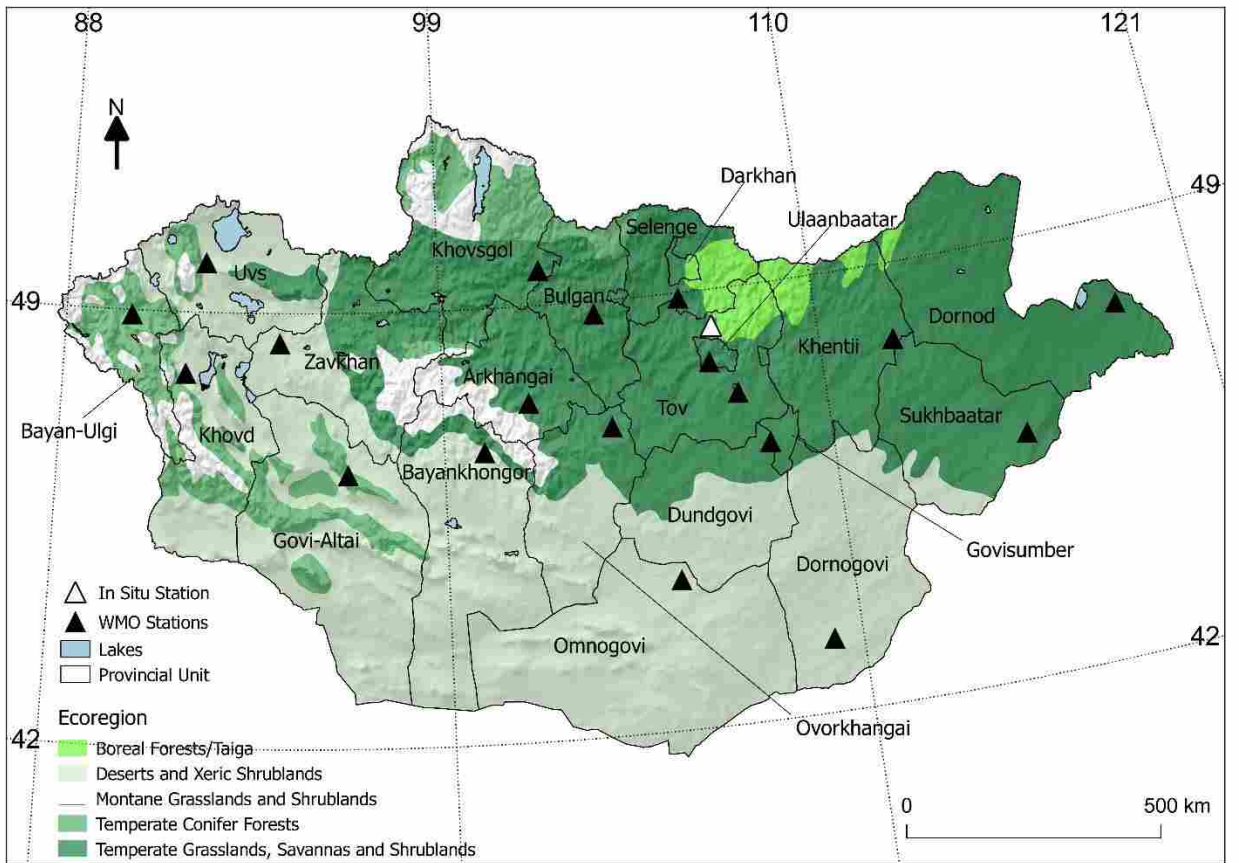 88
99
110
121
N
Darkhan
Ulaanbaatar
49
Selenge
Khovsgol
Uvs
49
Bulgan
Dornod
Khentii
Zavkhan
Arkhangai
Tov
Sukhbaatar
Bayan-Ulgi
Khovd
Bayankhongor
Dundgovi
Govi-Altai
Govisumber
Dornogovi
In Situ Station
WMO Stations
Lakes
Provincial Unit
Omnogovi
42
Ovorkhangai
Ecoregion
42
Boreal Forests/Taiga
Deserts and Xeric Shrublands
Montane Grasslands and Shrublands
Temperate Conifer Forests
Temperate Grasslands, Savannas and Shrublands
0
500 km